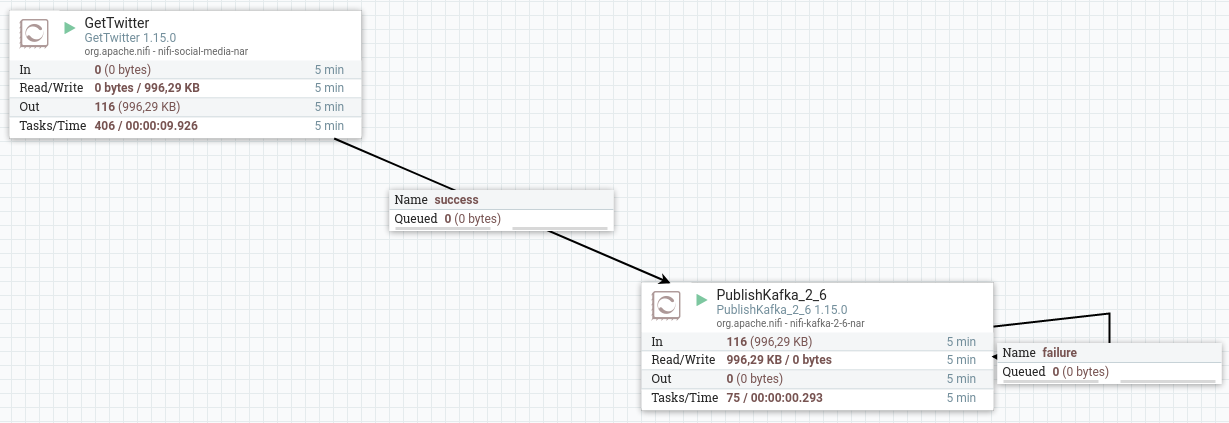 GetTwitter
GetTwitter 1.15.0
org.apache.nifi - nifi-social-media-nar
In 0 (0 bytes) 5 min
Read/Write 0 bytes / 996,29 KB 5 min
Out 116 (996,29 KB) 5 min
Tasks/Time 406 / 00:00:09.926 5 min
Name success
Queued 0 (0 bytes)
PublishKafka_2_6
PublishKafka_2_6 1.15.0
org.apache.nifi - nifi-kafka-2-6-nar
In 116 (996,29 KB) 5 min
Read/Write 996,29 KB / 0 bytes 5 min
Out 0 (0 bytes) 5 min
Tasks/Time 75 / 00:00:00.293 5 min
Name failure
Queued 0 (0 bytes)